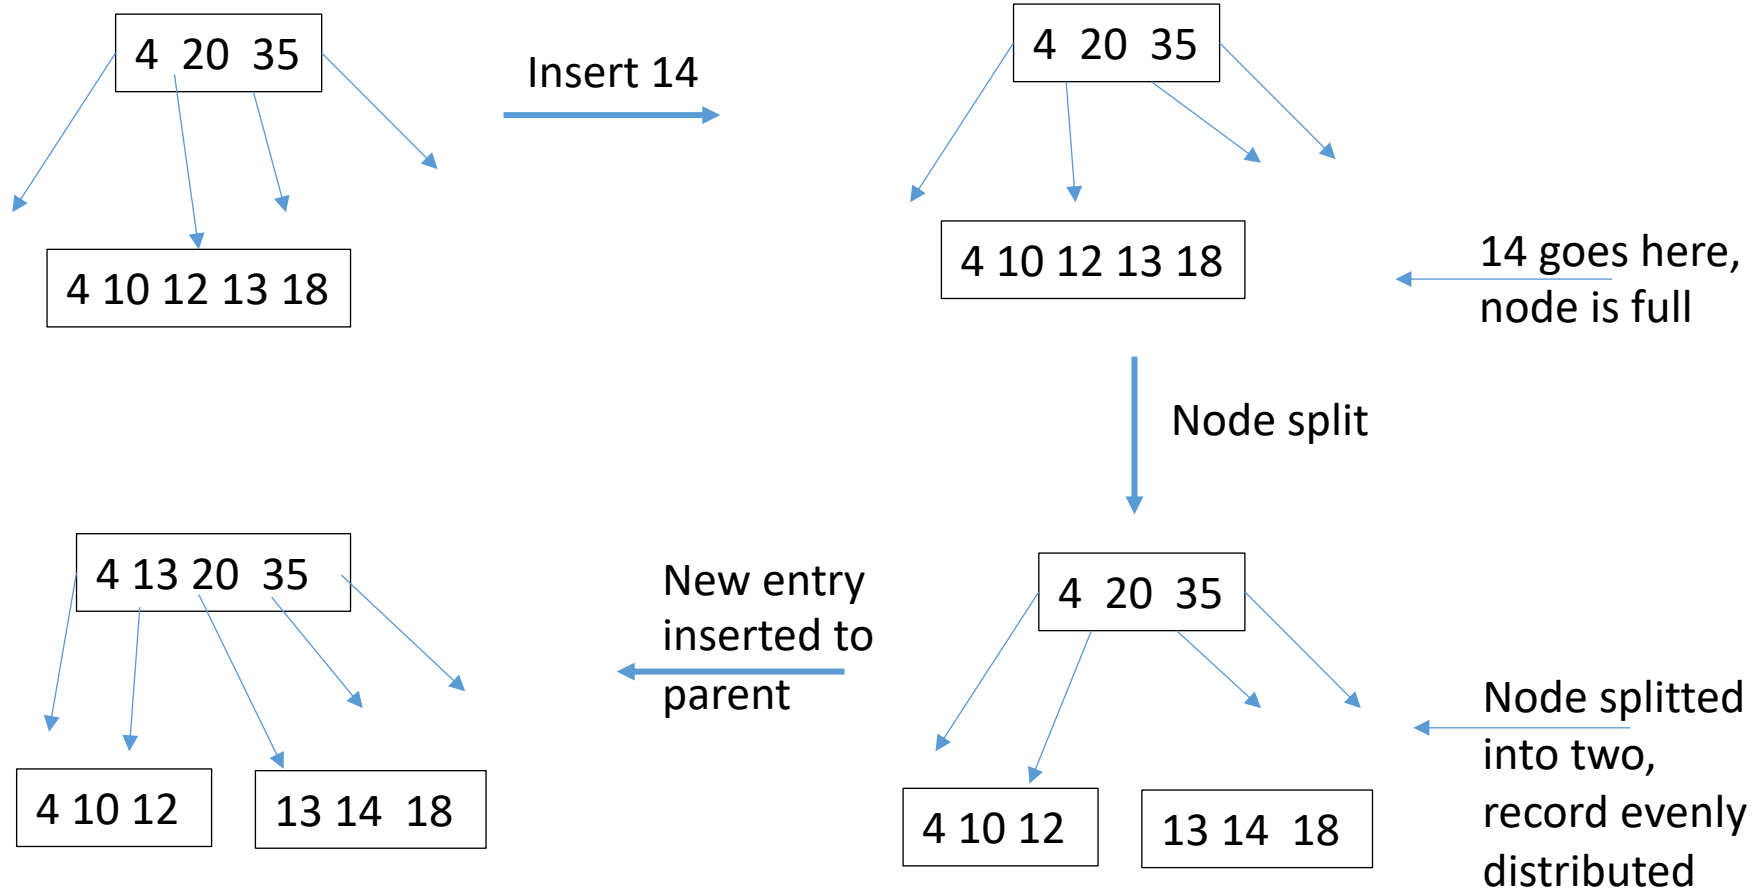 4 20 35
4 10 12 13 18
Insert 14
4 20 35
4 10 12 13 18
14 goes here,
node is full
Node split
4 20 35
4 10 12
13 14 18
Node splitted
into two,
record evenly
distributed
New entry
inserted to
parent
4 13 20 35
4 10 12
13 14 18